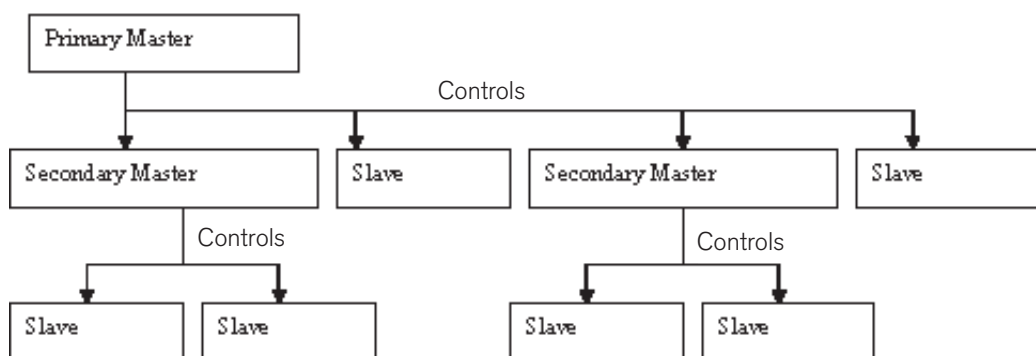 Primary Master
Controls
Secondary Master
Slave
Secondary Master
Slave
Controls
Controls
Slave
Slave
Slave
Slave